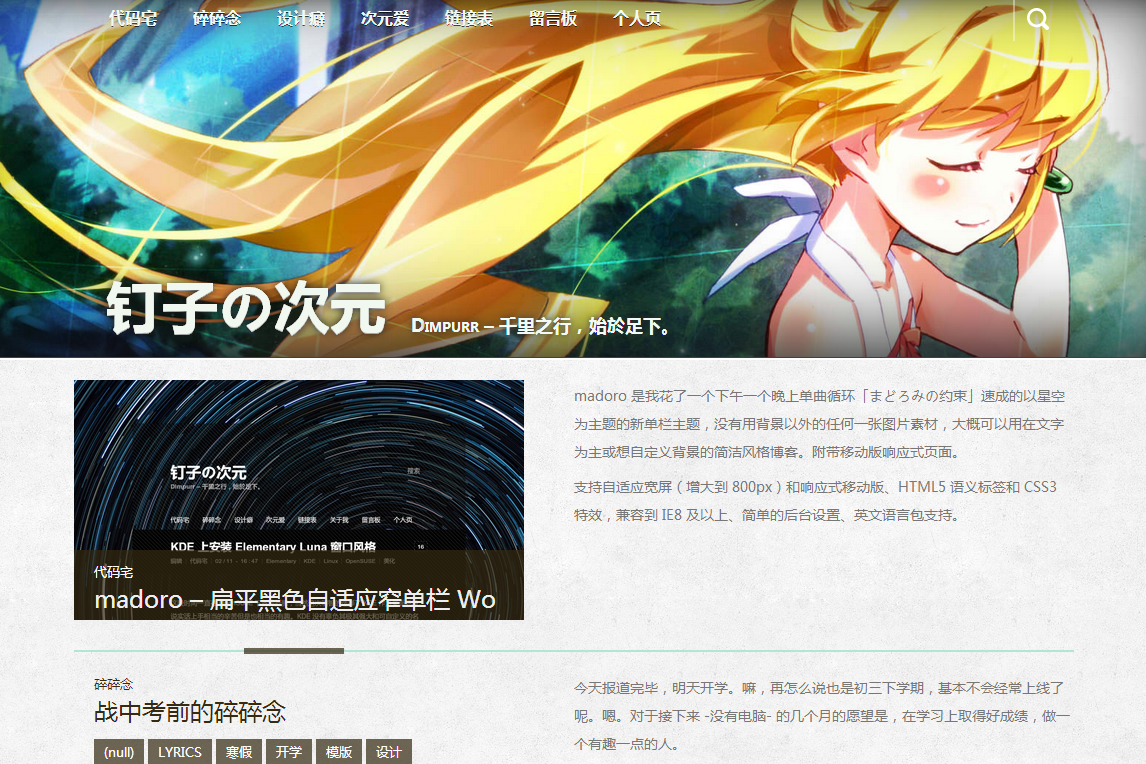 代码宅 碎碎念 设计癖 次元爱 链接表 留言板 个人页
钉子の次元
Dimpurr – 千里之行，始於足下。
钉子の次元
搜索
Dimpurr – 千里之行，始於足下。
代码宅 碎碎念 设计癖 次元爱 链接表 关于我 留言板 个人页
KDE 上安装 Elementary Luna 窗口风格
16
代码宅
madoro – 扁平黑色自适应窄单栏 Wo
madoro 是我花了一个下午一个晚上单曲循环「まどろみの约束」速成的以星空
为主题的新单栏主题，没有用背景以外的任何一张图片素材，大概可以用在文字
为主或想自定义背景的简洁风格博客。附带移动版响应式页面。
支持自适应宽屏（增大到 800px）和响应式移动版、HTML5 语义标签和 CSS3
特效，兼容到 IE8 及以上、简单的后台设置、英文语言包支持。
碎碎念
战中考前的碎碎念
(null) LYRICS 寒假 开学 模版 设计
今天报道完毕，明天开学。嘛，再怎么说也是初三下学期，基本不会经常上线了
呢。嗯。对于接下来 -没有电脑- 的几个月的愿望是，在学习上取得好成绩，做一
个有趣一点的人。